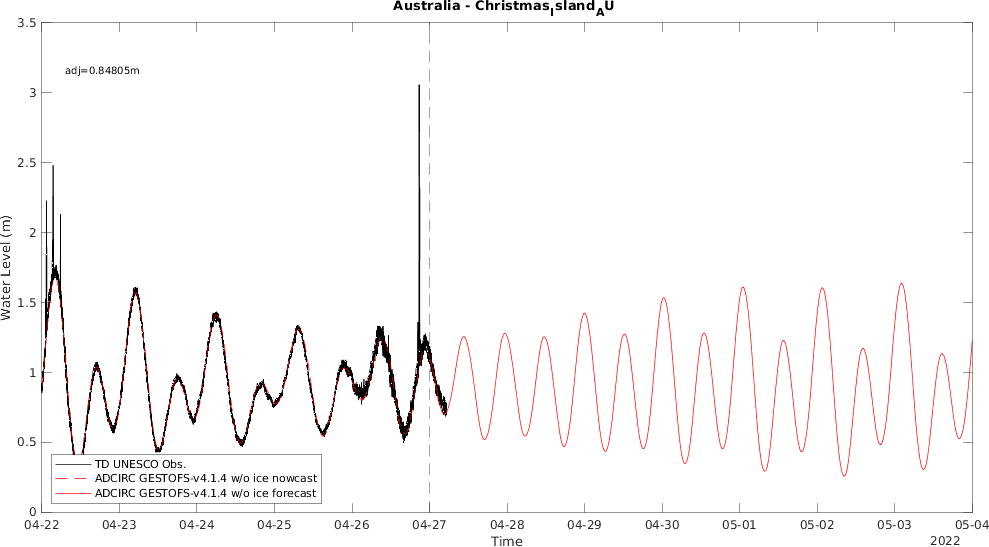 Australia - Christmas_Island_AU
3.5
adj=0.84805m
3
2.5
2
1.5
1
0.5
0
Water Level (m)
TD UNESCO Obs.
ADCIRC GESTOFS-v4.1.4 w/o ice nowcast
ADCIRC GESTOFS-v4.1.4 w/o ice forecast
04-22 04-23 04-24 04-25 04-26 04-27 04-28 04-29 04-30 05-01 05-02 05-03 05-04
Time
2022